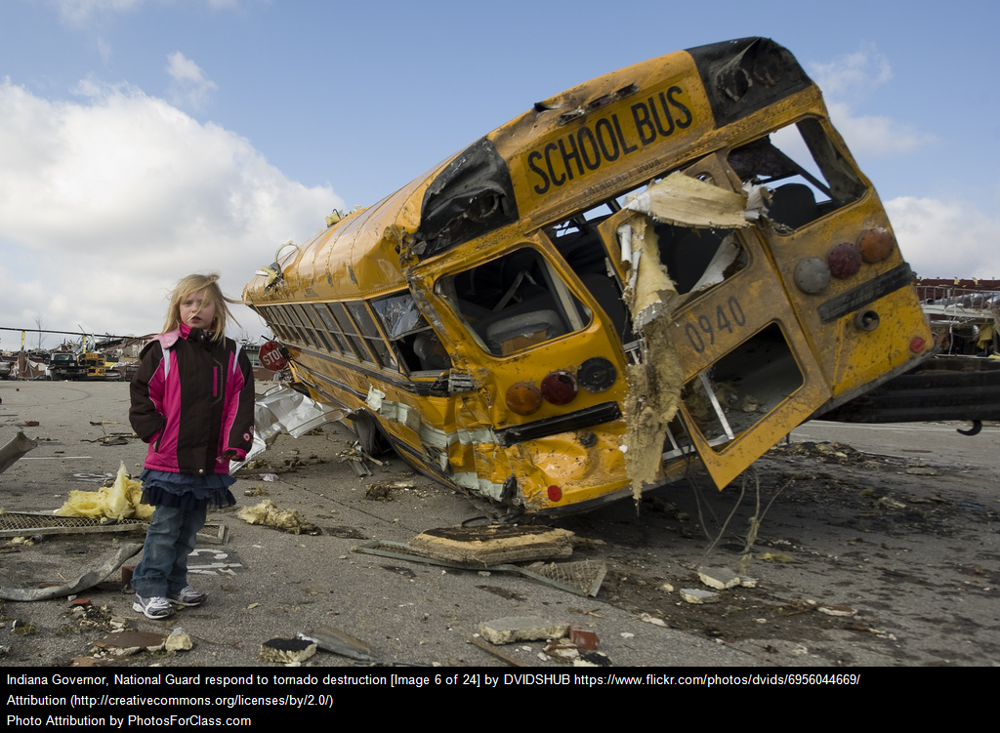 SCHOOL BUS
0940
STOP
Indiana Governor, National Guard respond to tornado destruction [Image 6 of 24] by DVIDSHUB https://www.flickr.com/photos/dvids/6956044669/
Attribution (http://creativecommons.org/licenses/by/2.0/)
Photo Attribution by PhotosForClass.com